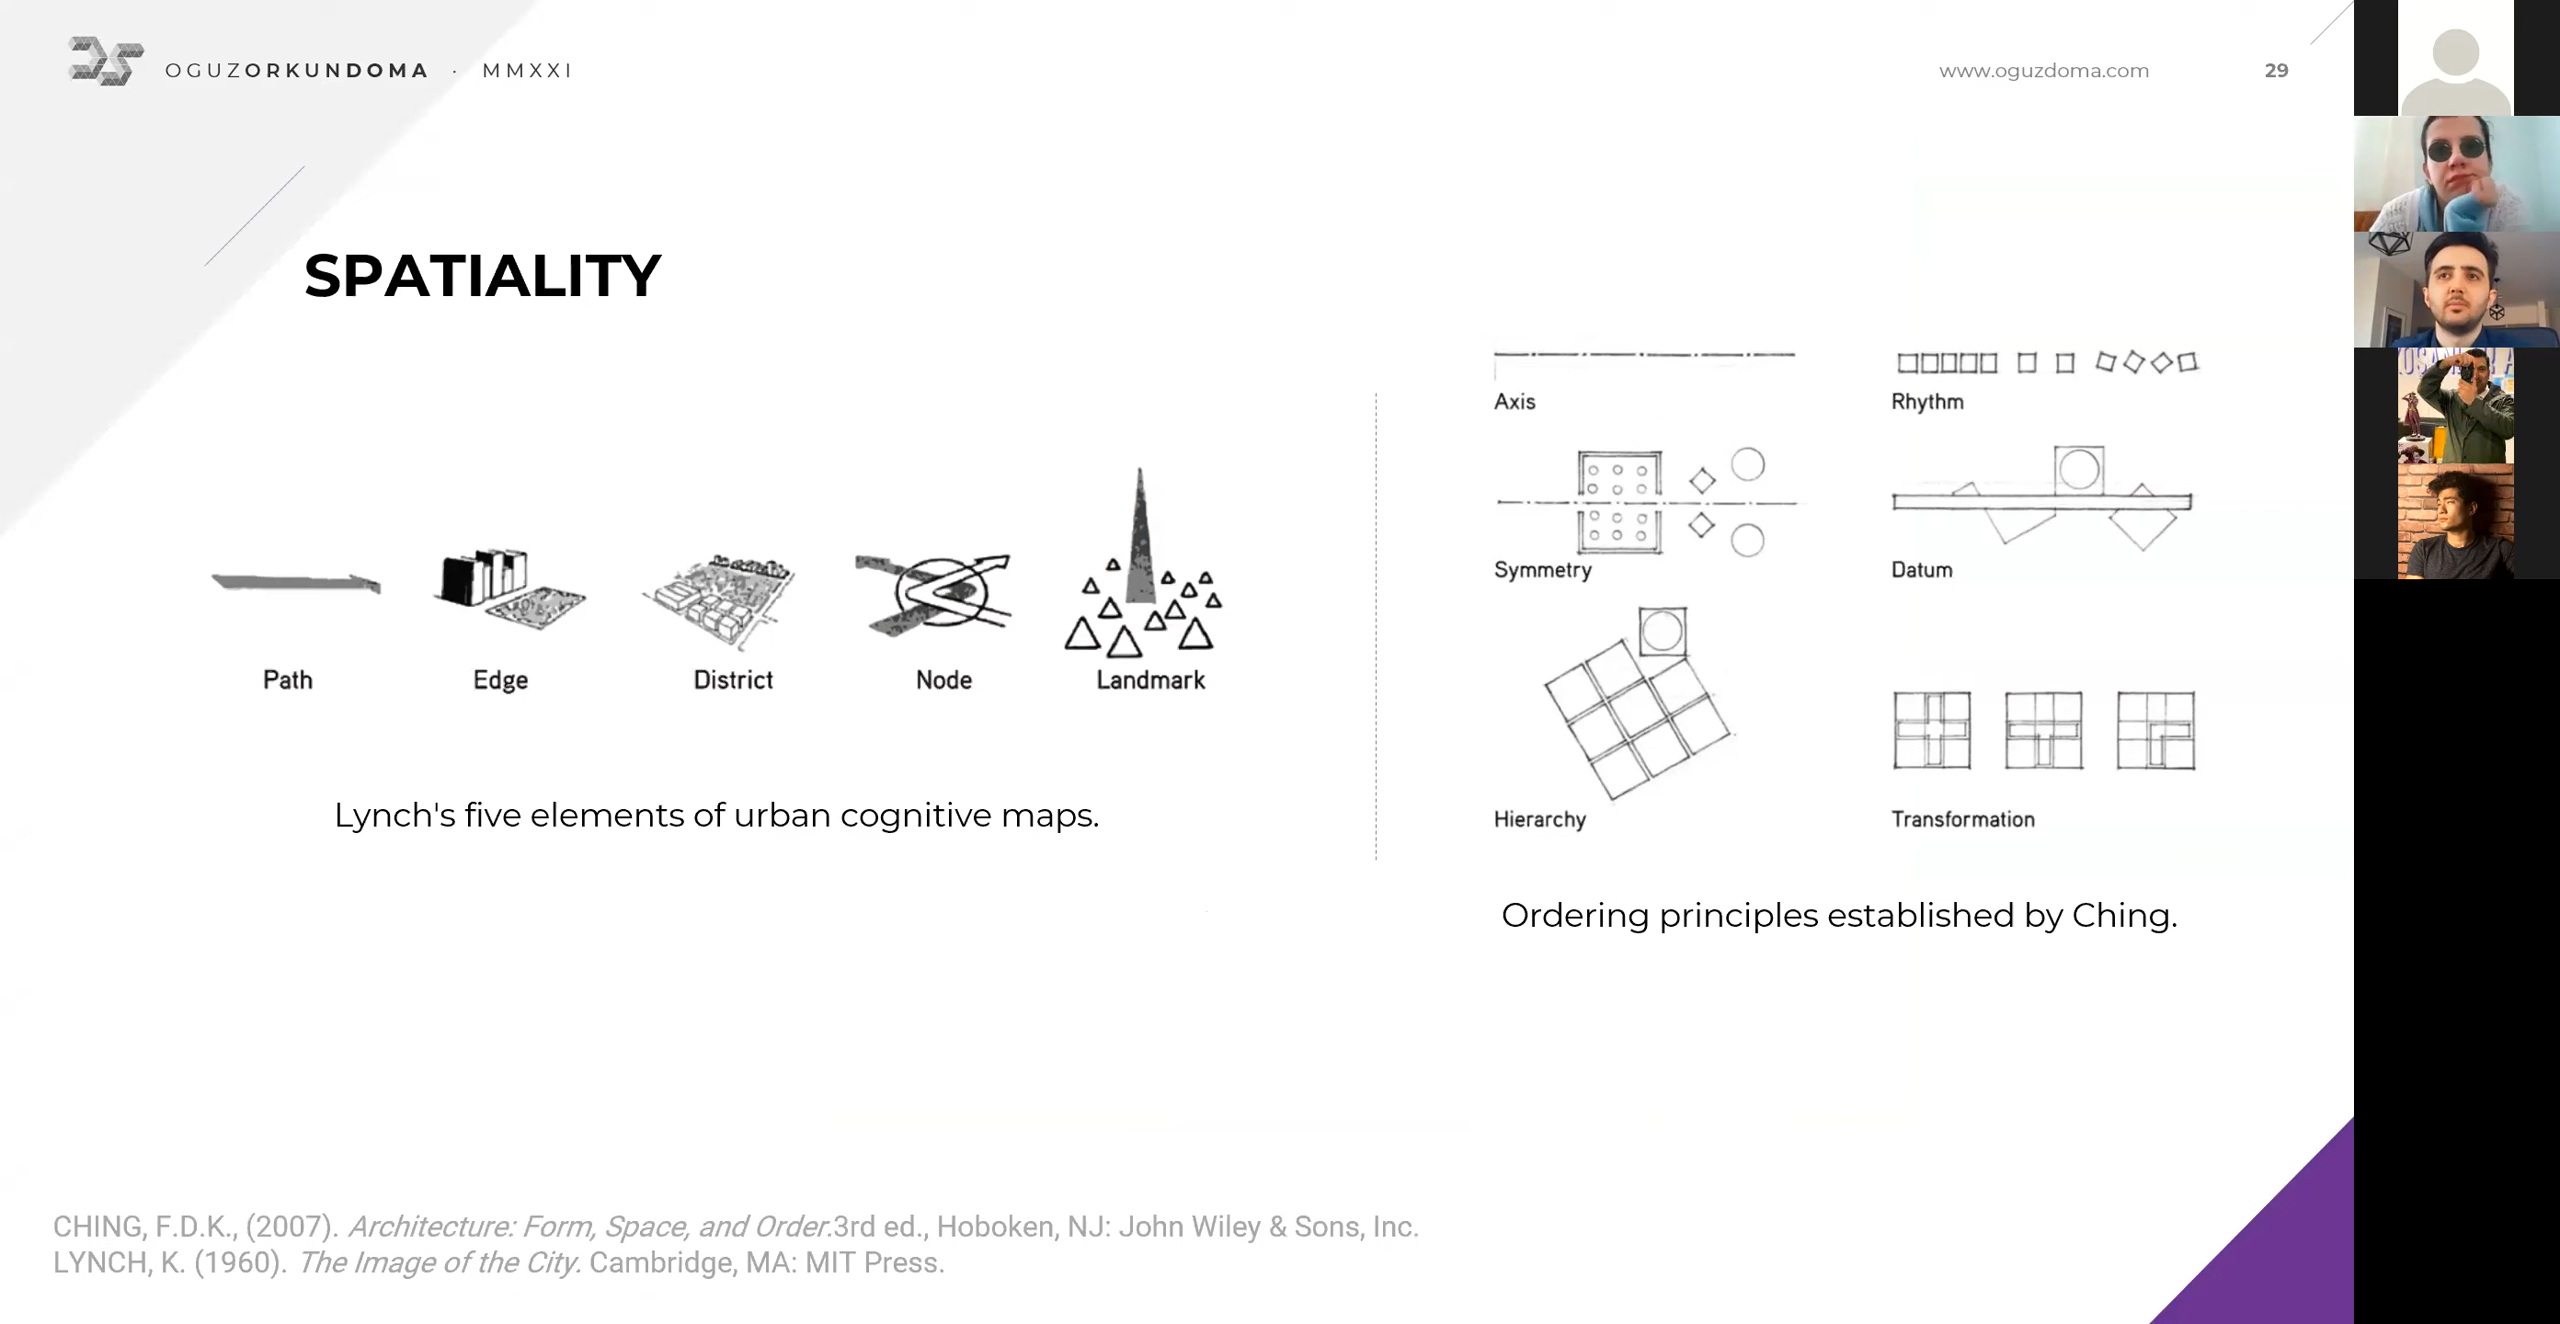 OGUZORKUNDOMA · MMXXI
www.oguzdoma.com
29
SPATIALITY
Path
Edge
District
Node
Landmark
Lynch's five elements of urban cognitive maps.
Axis
Rhythm
Symmetry
Datum
Hierarchy
Transformation
Ordering principles established by Ching.
CHING, F.D.K., (2007). Architecture: Form, Space, and Order.3rd ed., Hoboken, NJ: John Wiley & Sons, Inc.
LYNCH, K. (1960). The Image of the City. Cambridge, MA: MIT Press.